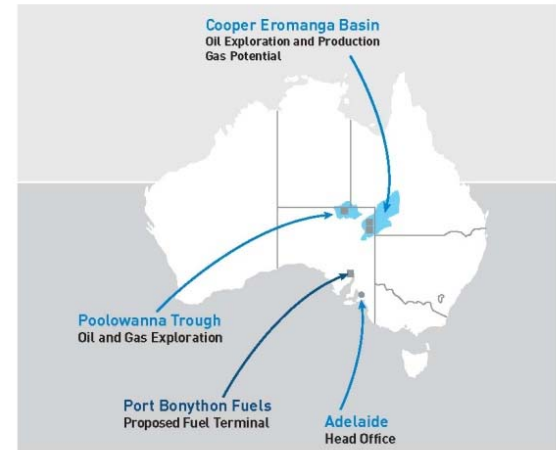 Cooper Eromanga Basin
Oil Exploration and Production
Gas Potential
Poolowanna Trough
Oil and Gas Exploration
Port Bonython Fuels
Proposed Fuel Terminal
Adelaide
Head Office